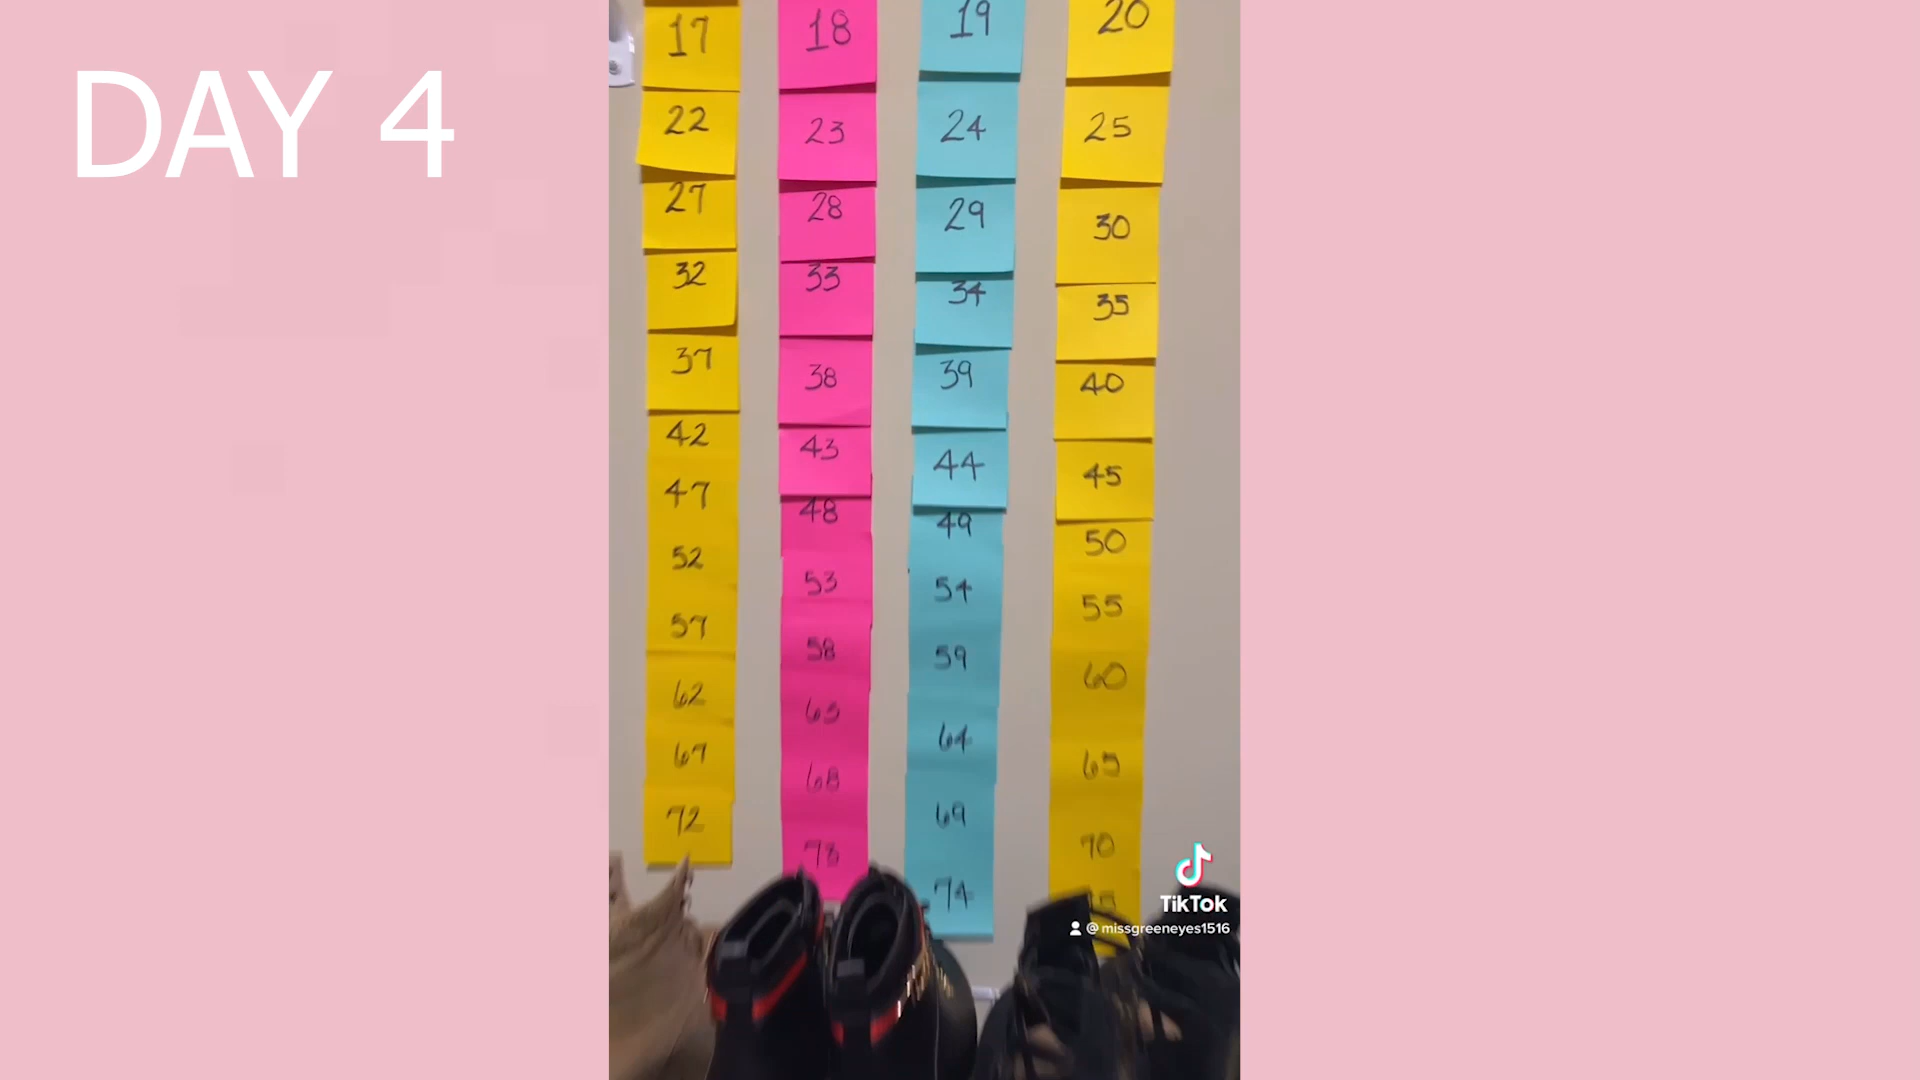 DAY 4
17 18 19 20
22 23 24 25
27 28 29 30
32 33 34 35
37 38 39 40
42 43 44 45
47 48 49 50
52 53 54 55
57 58 59 60
62 63 64 65
67 68 69 70
72 73 74
TikTok
@missgreeneyes1516